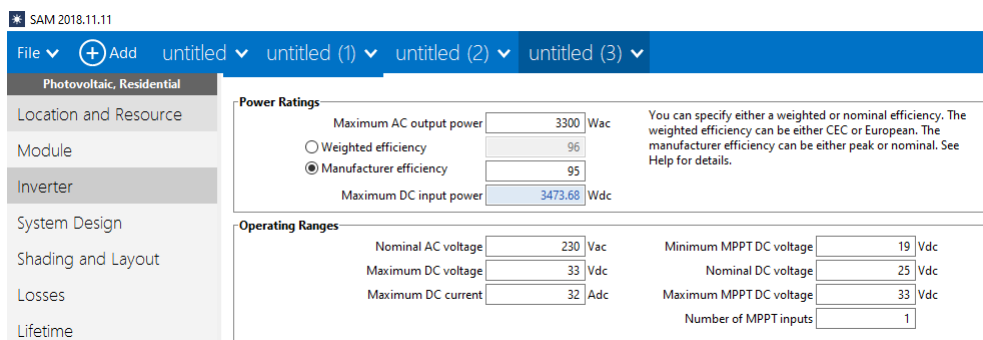 SAM 2018.11.11
File Add untitled untitled (1) untitled (2) untitled (3)
Photovoltaic, Residential
Location and Resource
Module
Inverter
System Design
Shading and Layout
Losses
Lifetime
Power Ratings
Maximum AC output power 3300 Wac
Weighted efficiency 96
Manufacturer efficiency 95
Maximum DC input power 3473.68 Wdc
You can specify either a weighted or nominal efficiency. The
weighted efficiency can be either CEC or European. The
manufacturer efficiency can be either peak or nominal. See
Help for details.
Operating Ranges
Nominal AC voltage 230 Vac
Maximum DC voltage 33 Vdc
Maximum DC current 32 Adc
Minimum MPPT DC voltage 19 Vdc
Nominal DC voltage 25 Vdc
Maximum MPPT DC voltage 33 Vdc
Number of MPPT inputs 1